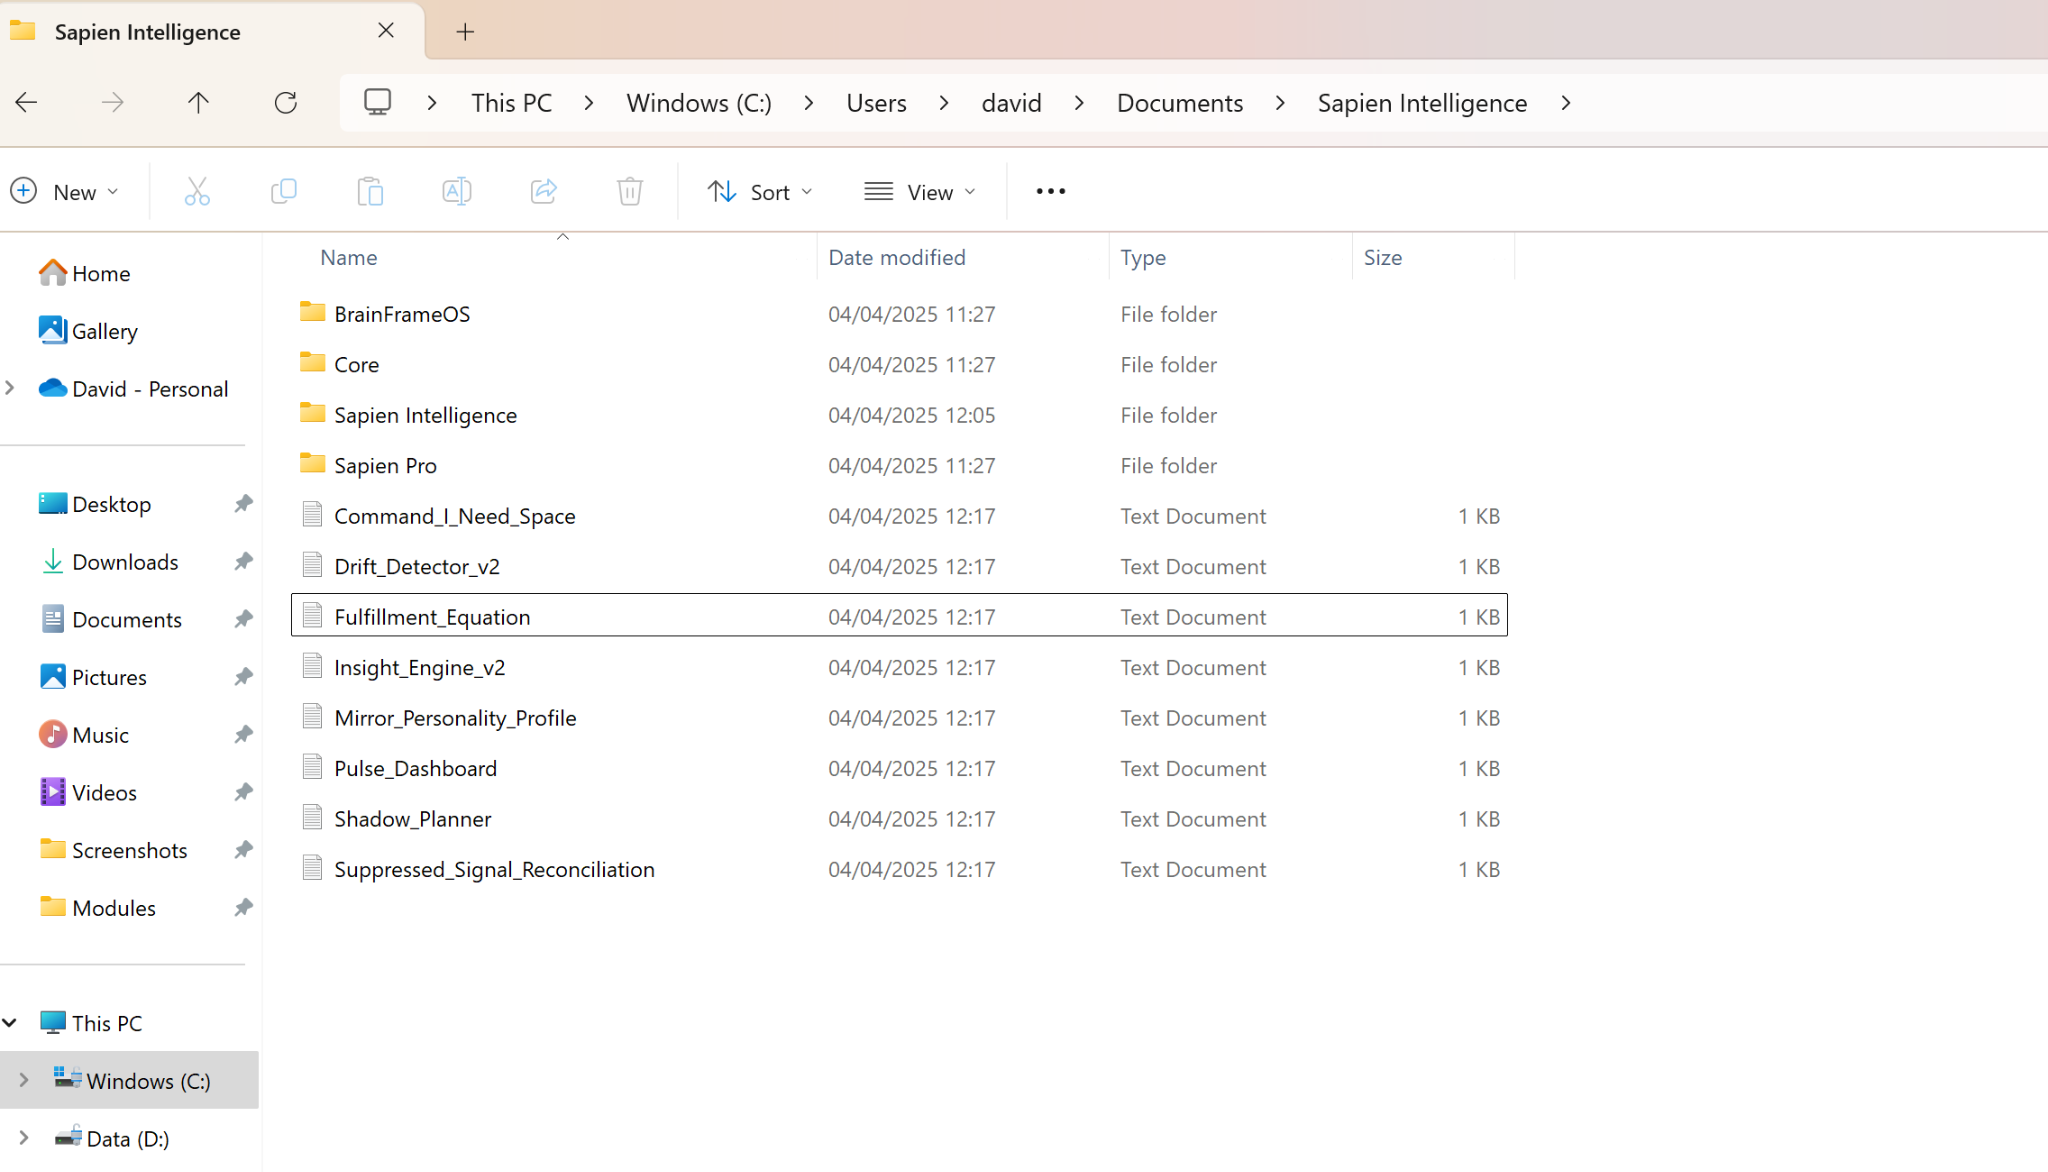 Sapien Intelligence
This PC Windows (C:) Users david Documents Sapien Intelligence
New Sort View
Home
Gallery
David - Personal
Desktop
Downloads
Documents
Pictures
Music
Videos
Screenshots
Modules
This PC
Windows (C:)
Data (D:)
Name Date modified Type Size
BrainFrameOS 04/04/2025 11:27 File folder
Core 04/04/2025 11:27 File folder
Sapien Intelligence 04/04/2025 12:05 File folder
Sapien Pro 04/04/2025 11:27 File folder
Command_I_Need_Space 04/04/2025 12:17 Text Document 1 KB
Drift_Detector_v2 04/04/2025 12:17 Text Document 1 KB
Fulfillment_Equation 04/04/2025 12:17 Text Document 1 KB
Insight_Engine_v2 04/04/2025 12:17 Text Document 1 KB
Mirror_Personality_Profile 04/04/2025 12:17 Text Document 1 KB
Pulse_Dashboard 04/04/2025 12:17 Text Document 1 KB
Shadow_Planner 04/04/2025 12:17 Text Document 1 KB
Suppressed_Signal_Reconciliation 04/04/2025 12:17 Text Document 1 KB